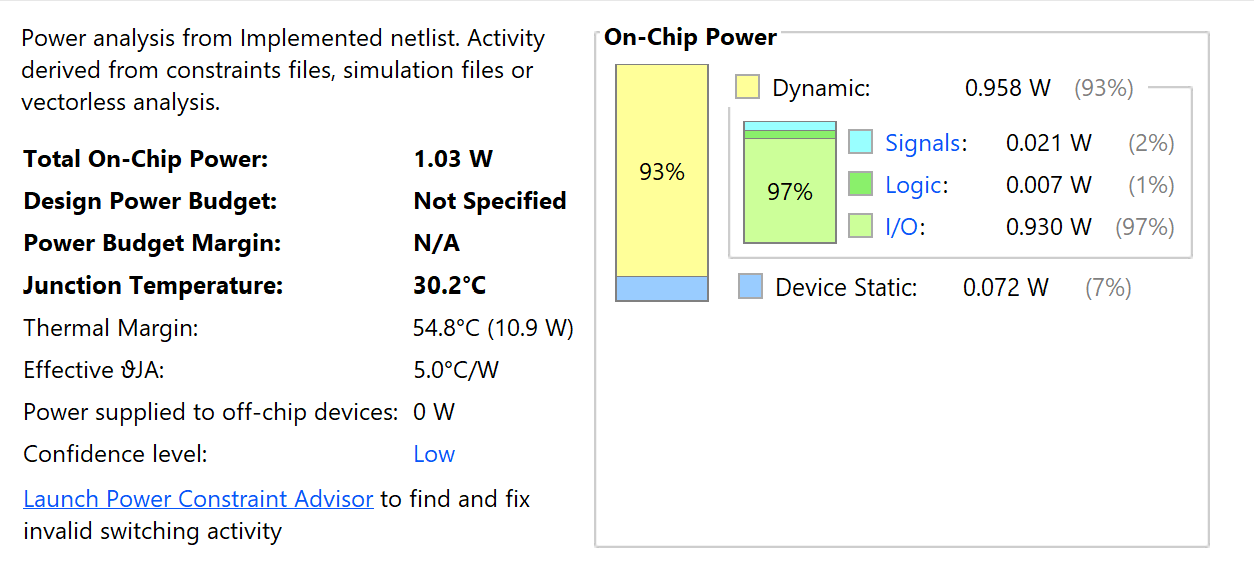 Power analysis from Implemented netlist. Activity
derived from constraints files, simulation files or
vectorless analysis.
Total On-Chip Power: 1.03 W
Design Power Budget: Not Specified
Power Budget Margin: N/A
Junction Temperature: 30.2°C
Thermal Margin: 54.8°C (10.9 W)
Effective ϑJA: 5.0°C/W
Power supplied to off-chip devices: 0 W
Confidence level: Low
Launch Power Constraint Advisor to find and fix
invalid switching activity
On-Chip Power
93%
Dynamic: 0.958 W (93%)
97%
Signals: 0.021 W (2%)
Logic: 0.007 W (1%)
I/O: 0.930 W (97%)
Device Static: 0.072 W (7%)